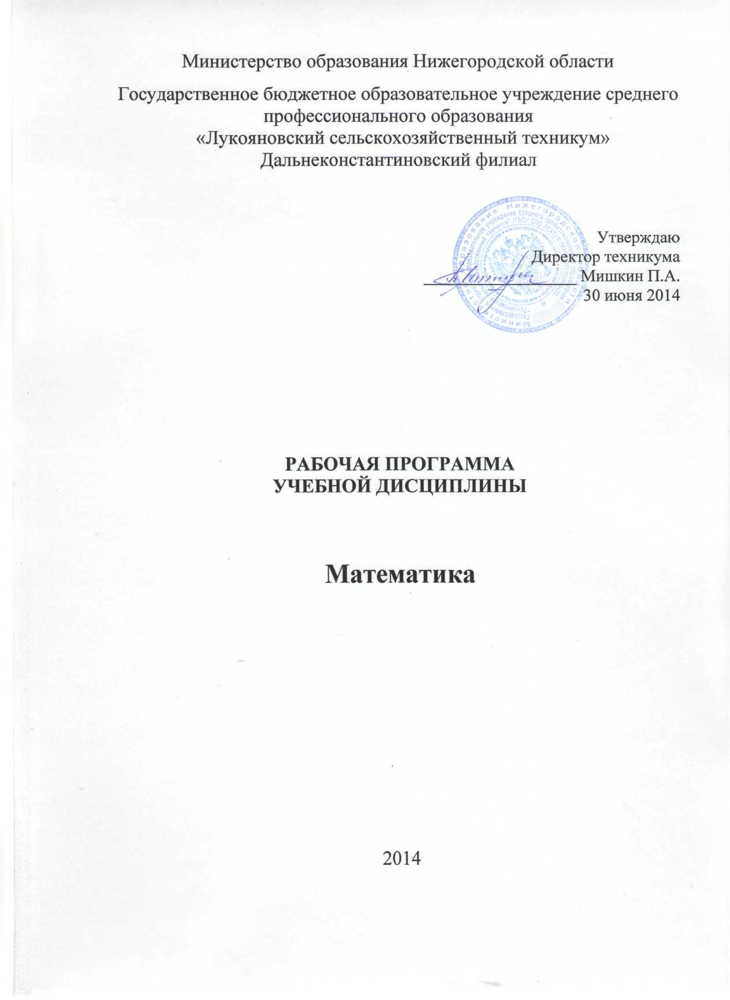 Министерство образования Нижегородской области
Государственное бюджетное образовательное учреждение среднего
профессионального образования
«Лукояновский сельскохозяйственный техникум»
Дальнеконстантиновский филиал
Утверждаю
Директор техникума
Мишкин П.А.
30 июня 2014
РАБОЧАЯ ПРОГРАММА
УЧЕБНОЙ ДИСЦИПЛИНЫ
Математика
2014